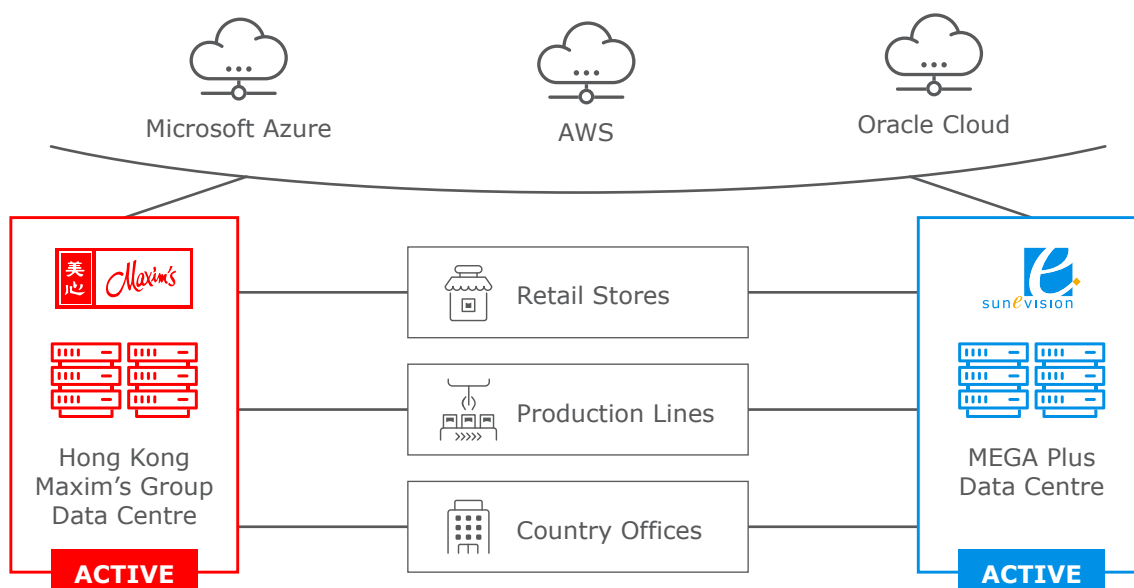 Microsoft Azure
AWS
Oracle Cloud
美心
Maxim's
Hong Kong
Maxim’s Group
Data Centre
ACTIVE
Retail Stores
Production Lines
Country Offices
e
sunevision
MEGA Plus
Data Centre
ACTIVE